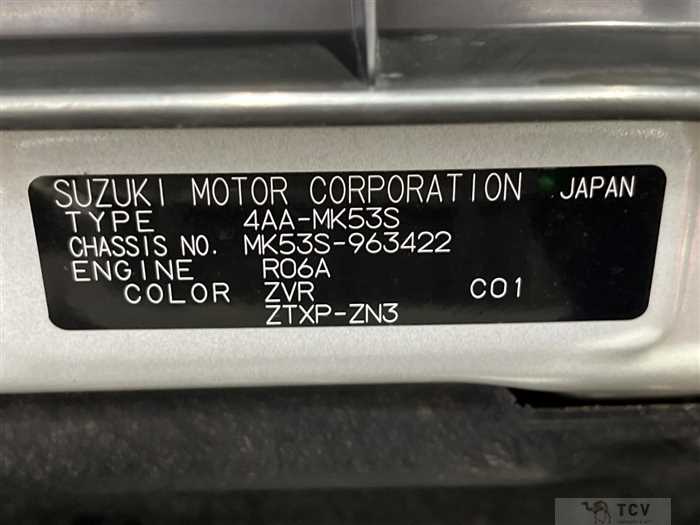 SUZUKI MOTOR CORPORATION JAPAN
TYPE 4AA-MK53S
CHASSIS NO. MK53S-963422
ENGINE R06A
COLOR ZVR C01
ZTXP-ZN3
TCV